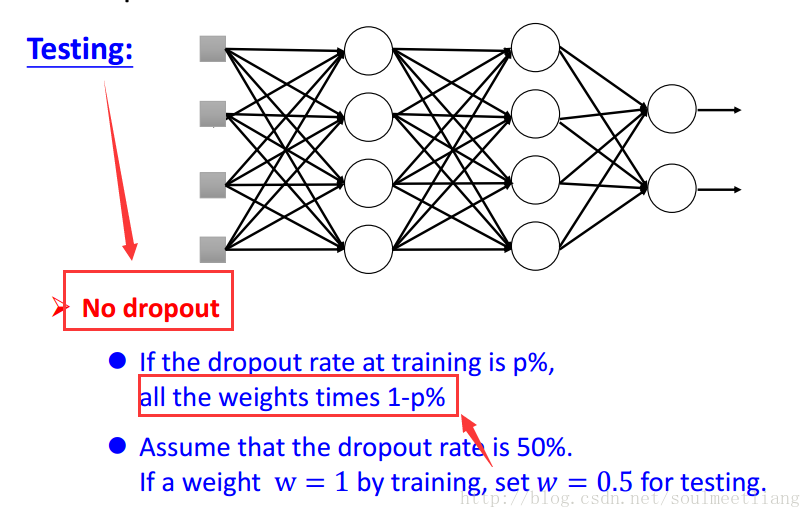 Testing:
No dropout
If the dropout rate at training is p%,
all the weights times 1-p%
Assume that the dropout rate is 50%.
If a weight w = 1 by training, set w = 0.5 for testing.
http://blog.csdn.net/soulmeetliang